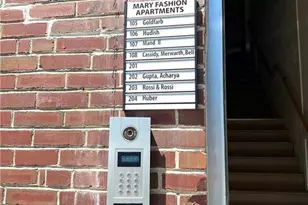 MARY FASHION
APARTMENTS
105 Goldfarb
106 Hudish
107 Mand II
108 Cassidy, Merwarth, Bell
201
202 Gupta, Acharya
203 Rossi & Rossi
204 Huber